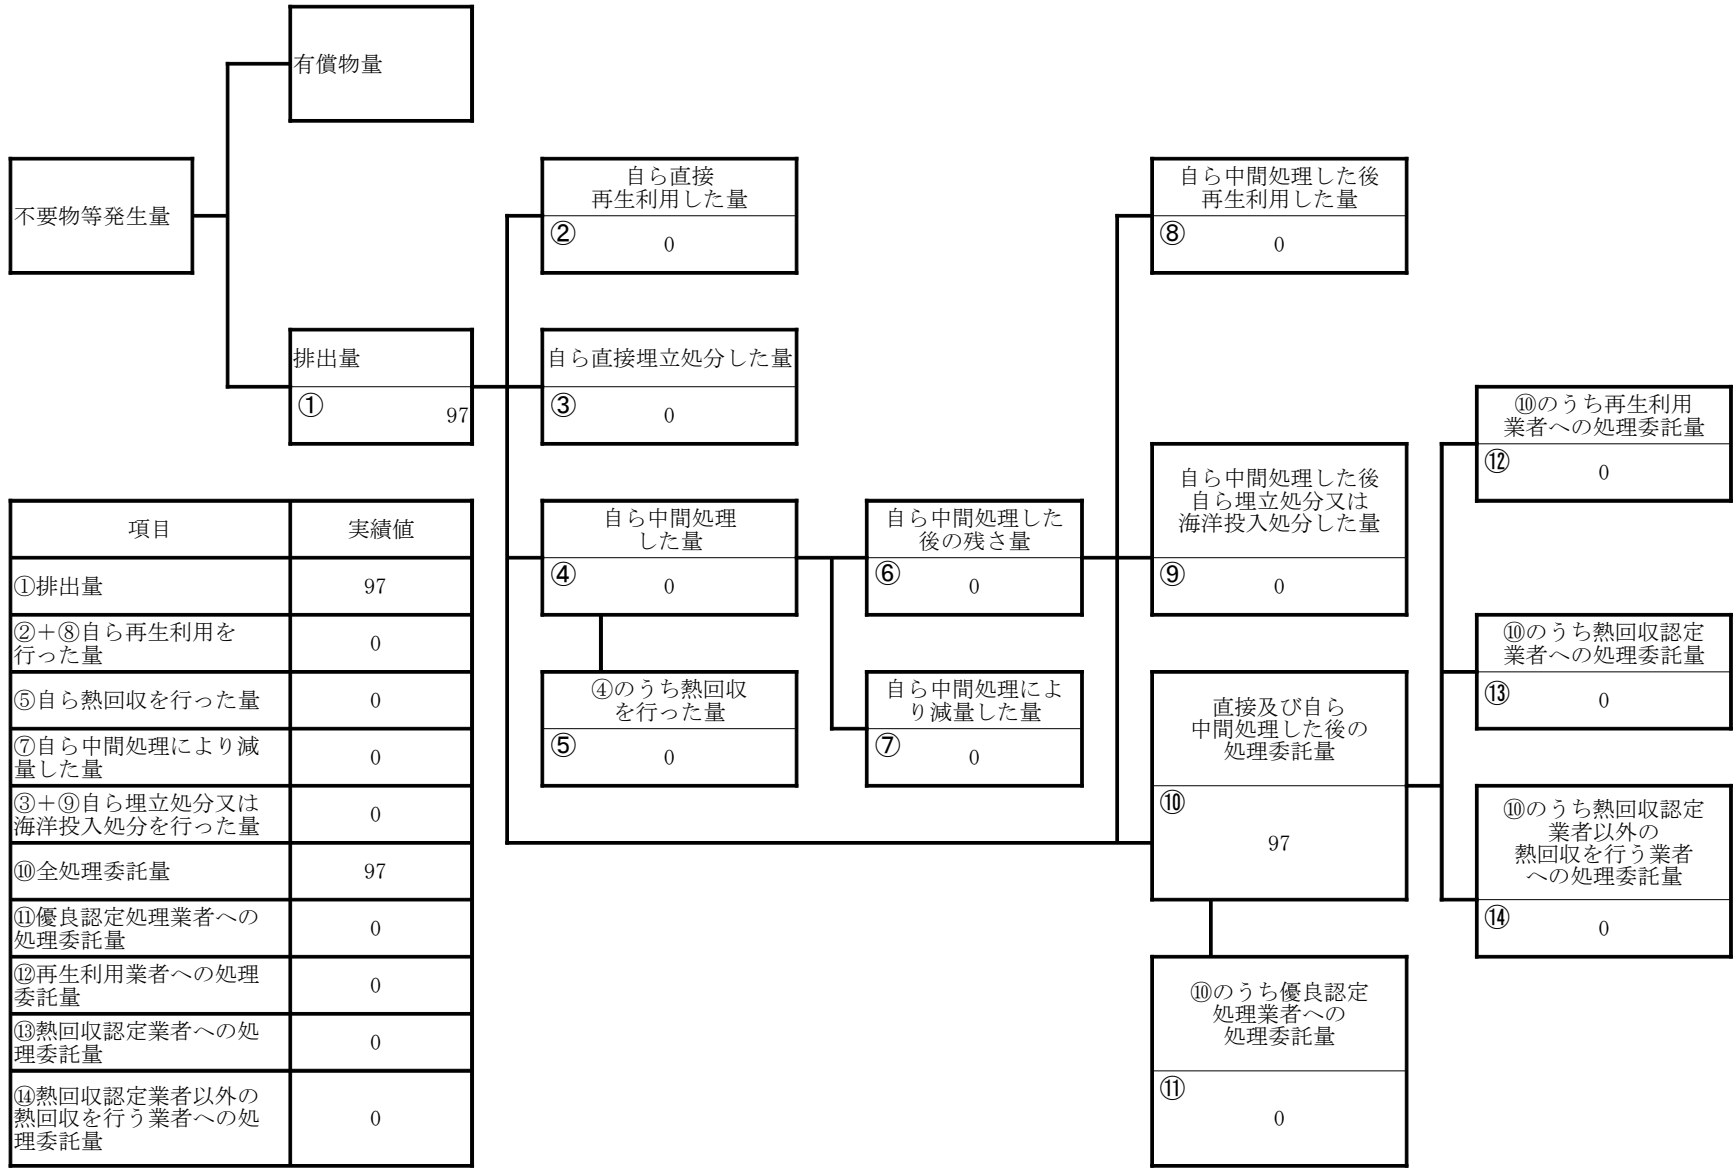 有償物量
不要物等発生量
自ら直接
再生利用した量
②
0
自ら中間処理した後
再生利用した量
⑧
0
排出量
①
97
自ら直接埋立処分した量
③
0
⑩のうち再生利用
業者への処理委託量
⑫
0
自ら中間処理
した量
④
0
自ら中間処理した
後の残さ量
⑥
0
自ら中間処理した後
自ら埋立処分又は
海洋投入処分した量
⑨
0
⑩のうち熱回収認定
業者への処理委託量
⑬
0
④のうち熱回収
を行った量
⑤
0
自ら中間処理によ
り減量した量
⑦
0
直接及び自ら
中間処理した後の
処理委託量
⑩
97
⑩のうち熱回収認定
業者以外の
熱回収を行う業者
への処理委託量
⑭
0
⑩のうち優良認定
処理業者への
処理委託量
⑪
0
項目 実績値
①排出量 97
②＋⑧自ら再生利用を
行った量 0
⑤自ら熱回収を行った量 0
⑦自ら中間処理により減
量した量 0
③＋⑨自ら埋立処分又は
海洋投入処分を行った量 0
⑩全処理委託量 97
⑪優良認定処理業者への
処理委託量 0
⑫再生利用業者への処理
委託量 0
⑬熱回収認定業者への処
理委託量 0
⑭熱回収認定業者以外の
熱回収を行う業者への処
理委託量 0